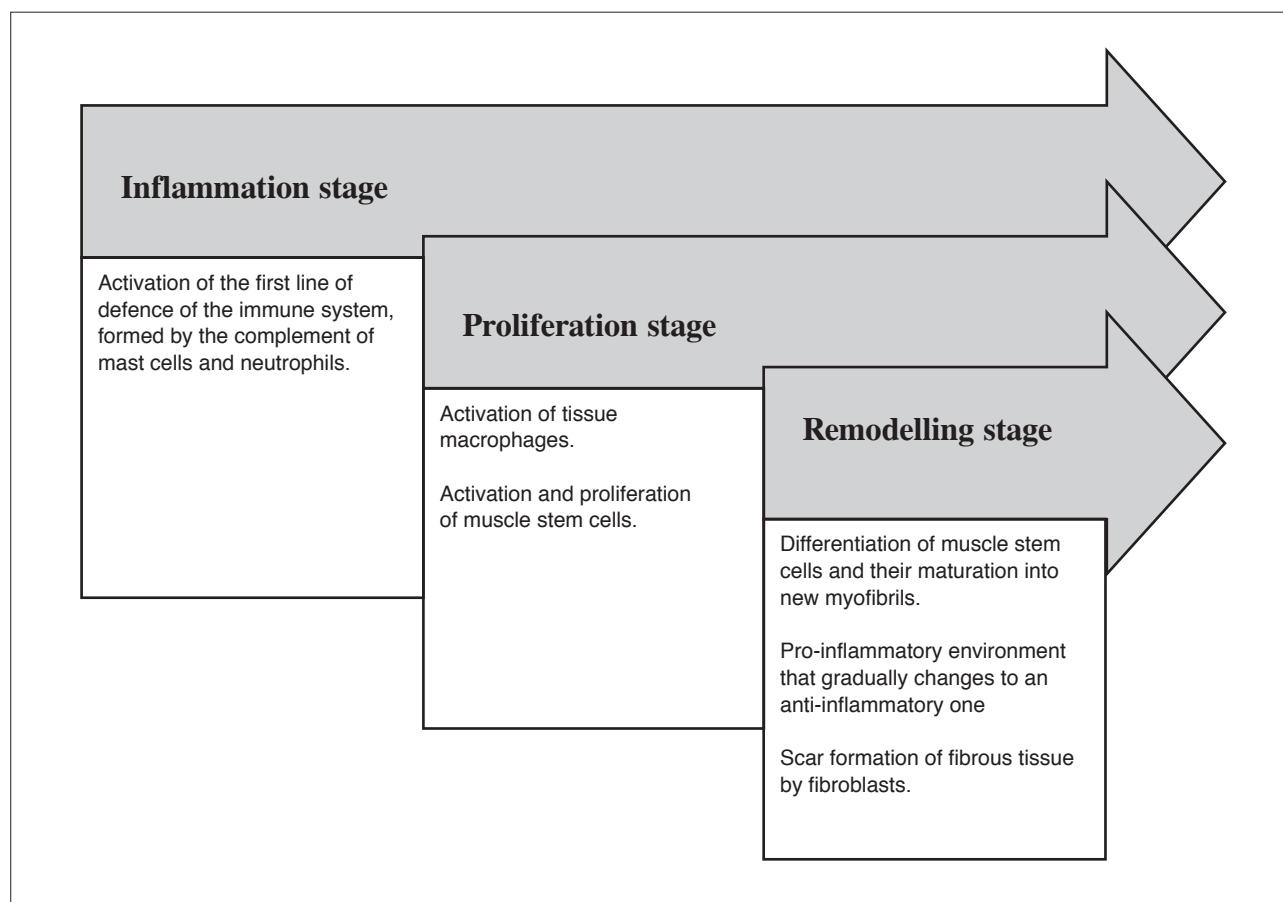 Inflammation stage
Activation of the first line of
defence of the immune system,
formed by the complement of
mast cells and neutrophils.
Proliferation stage
Activation of tissue
macrophages.
Activation and proliferation
of muscle stem cells.
Remodelling stage
Differentiation of muscle stem
cells and their maturation into
new myofibrils.
Pro-inflammatory environment
that gradually changes to an
anti-inflammatory one
Scar formation of fibrous tissue
by fibroblasts.